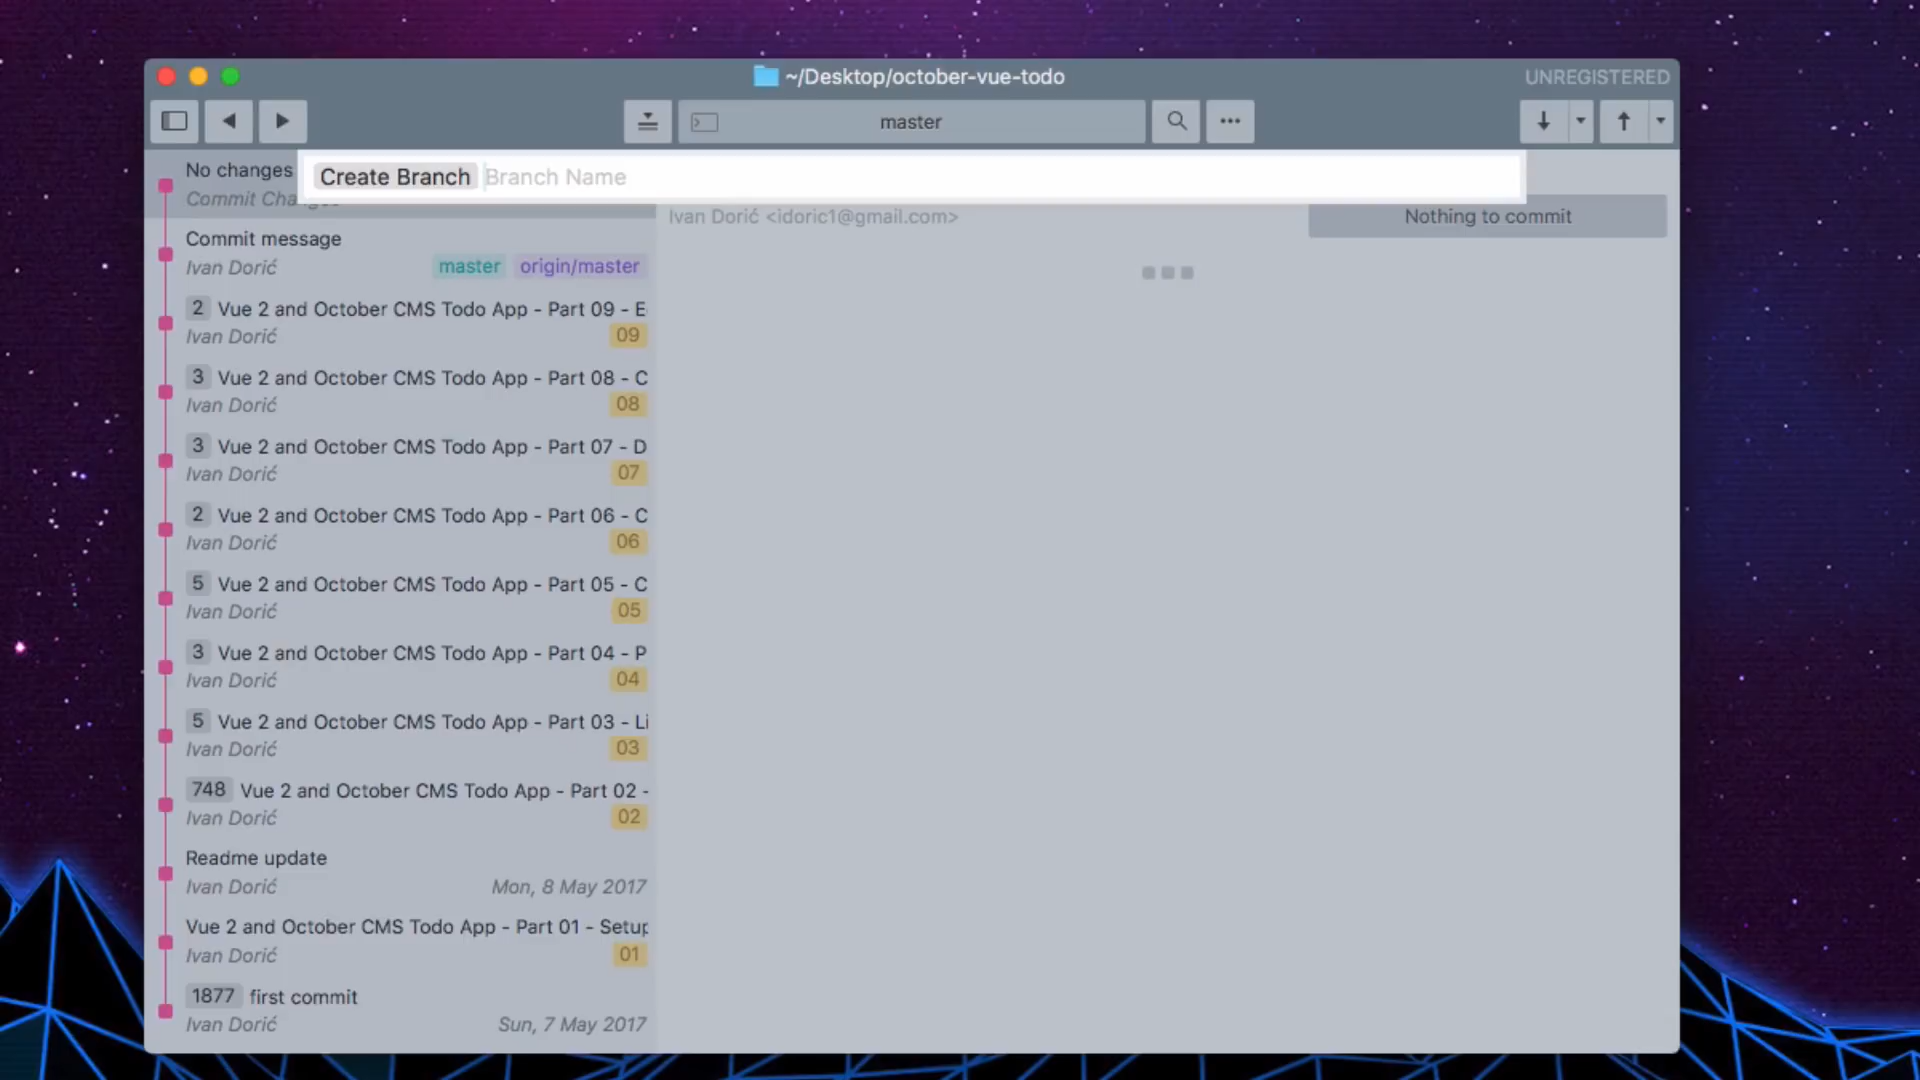 ~/Desktop/october-vue-todo
UNREGISTERED
master
Create Branch Branch Name
No changes
Commit Changes
Ivan Dorić <idoric1@gmail.com>
Nothing to commit
Commit message
Ivan Dorić master origin/master
2 Vue 2 and October CMS Todo App - Part 09 - E
Ivan Dorić 09
3 Vue 2 and October CMS Todo App - Part 08 - C
Ivan Dorić 08
3 Vue 2 and October CMS Todo App - Part 07 - D
Ivan Dorić 07
2 Vue 2 and October CMS Todo App - Part 06 - C
Ivan Dorić 06
5 Vue 2 and October CMS Todo App - Part 05 - C
Ivan Dorić 05
3 Vue 2 and October CMS Todo App - Part 04 - P
Ivan Dorić 04
5 Vue 2 and October CMS Todo App - Part 03 - Li
Ivan Dorić 03
748 Vue 2 and October CMS Todo App - Part 02 -
Ivan Dorić 02
Readme update
Ivan Dorić Mon, 8 May 2017
Vue 2 and October CMS Todo App - Part 01 - Setup
Ivan Dorić 01
1877 first commit
Ivan Dorić Sun, 7 May 2017